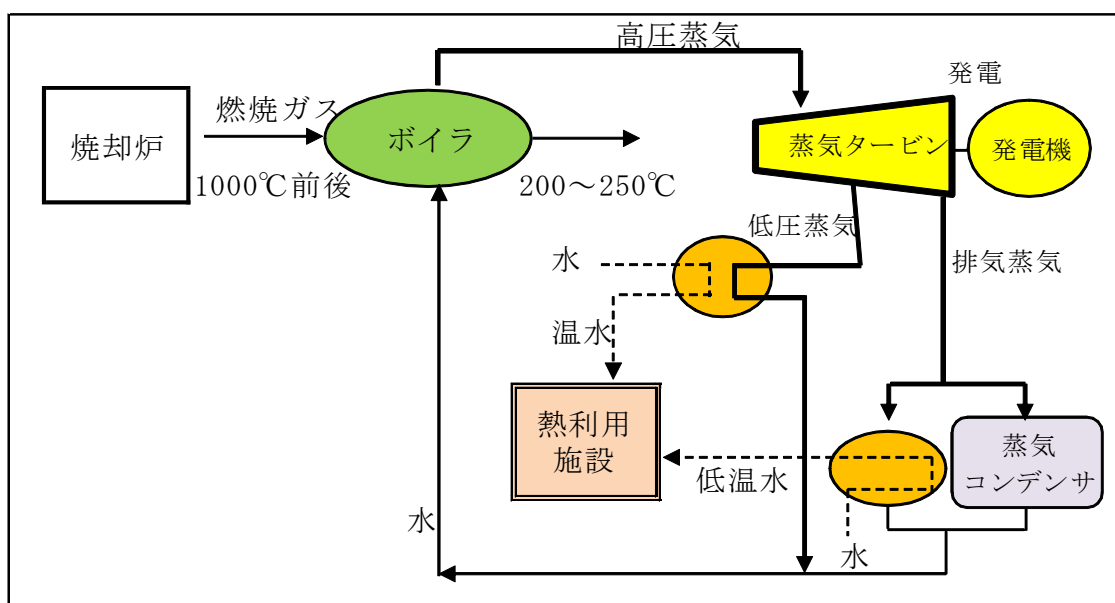 高圧蒸気
発電
焼却炉
燃焼ガス
1000℃前後
ボイラ
200～250℃
蒸気タービン
発電機
低圧蒸気
排気蒸気
水
温水
熱利用
施設
低温水
蒸気
コンデンサ
水
水